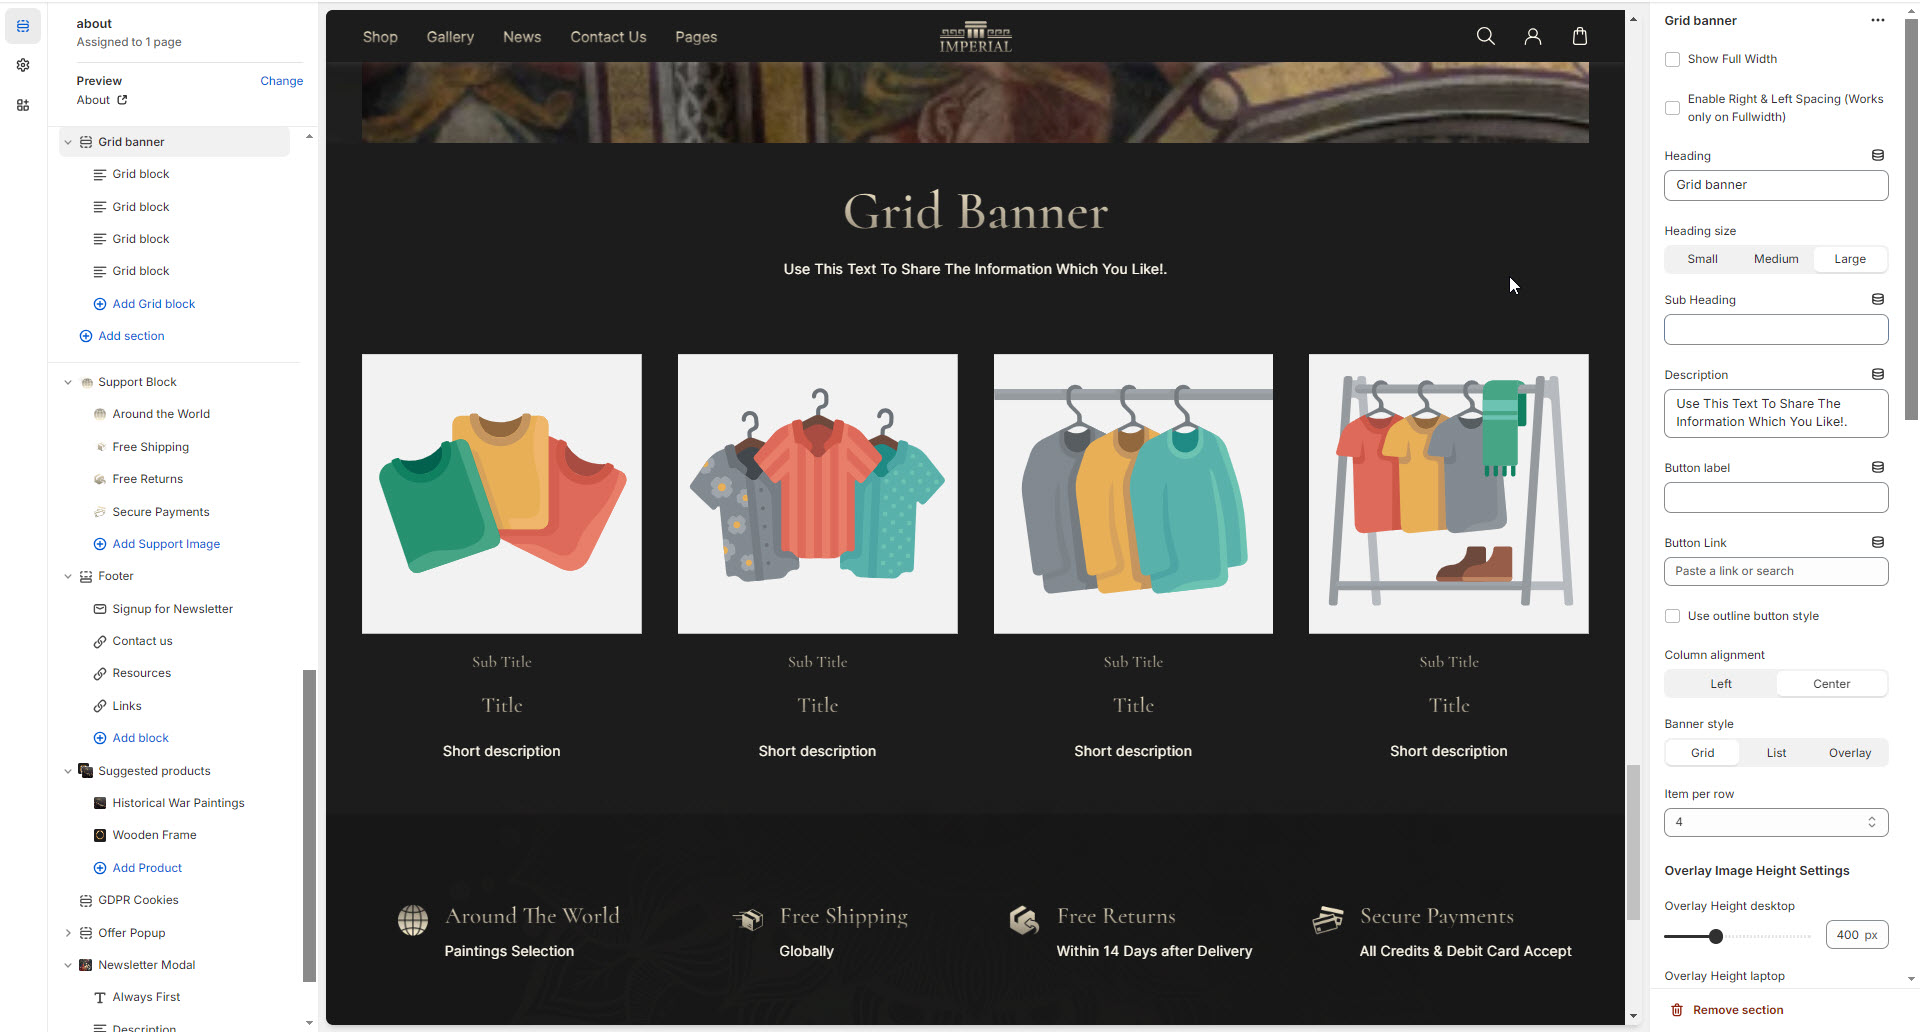 about
Assigned to 1 page
Preview
Change
About
Grid banner
Grid block
Grid block
Grid block
Grid block
Add Grid block
Add section
Support Block
Around the World
Free Shipping
Free Returns
Secure Payments
Add Support Image
Footer
Signup for Newsletter
Contact us
Resources
Links
Add block
Suggested products
Historical War Paintings
Wooden Frame
Add Product
GDPR Cookies
Offer Popup
Newsletter Modal
Always First
Description
Shop Gallery News Contact Us Pages
IMPERIAL
Grid Banner
Use This Text To Share The Information Which You Like!.
Sub Title Sub Title Sub Title Sub Title
Title Title Title Title
Short description Short description Short description Short description
Around The World Free Shipping Free Returns Secure Payments
Paintings Selection Globally Within 14 Days after Delivery All Credits & Debit Card Accept
Grid banner
Show Full Width
Enable Right & Left Spacing (Works
only on Fullwidth)
Heading
Grid banner
Heading size
Small Medium Large
Sub Heading
Description
Use This Text To Share The
Information Which You Like!.
Button label
Button Link
Paste a link or search
Use outline button style
Column alignment
Left Center
Banner style
Grid List Overlay
Item per row
4
Overlay Image Height Settings
Overlay Height desktop
400 px
Overlay Height laptop
Remove section